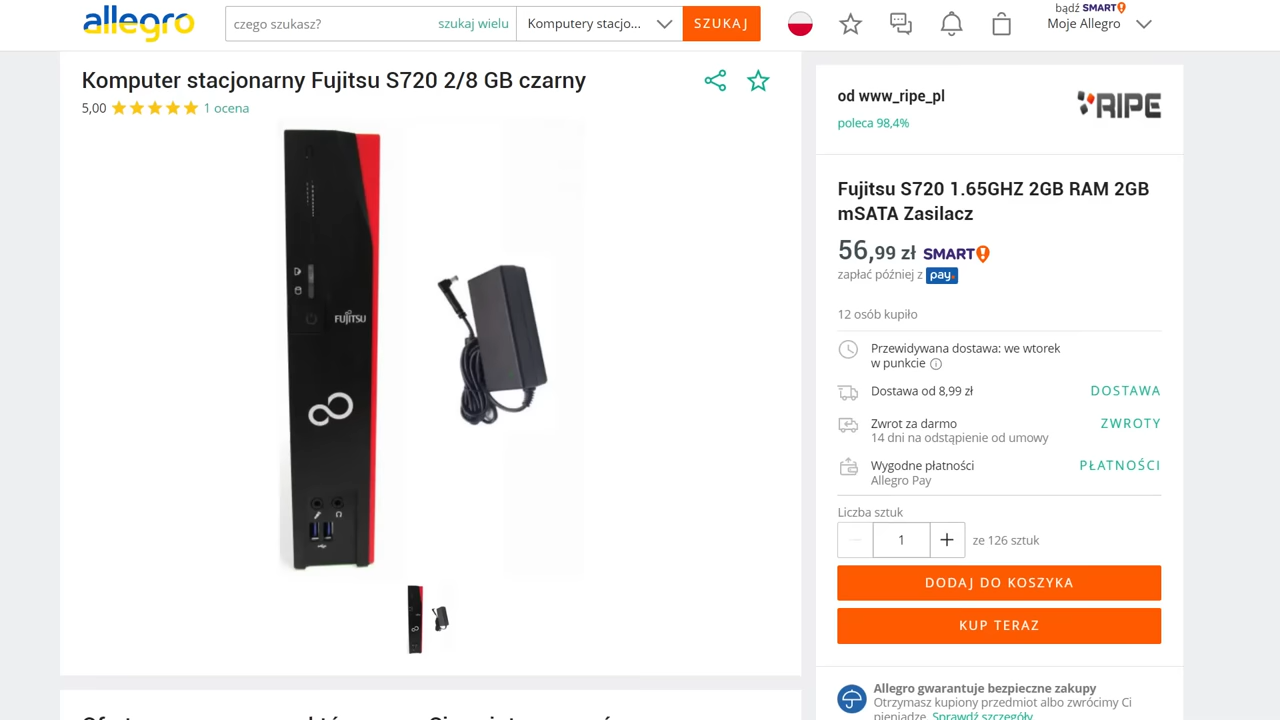 allegro
czego szukasz?
szukaj wielu
Komputery stacjo...
SZUKAJ
bądź SMART!
Moje Allegro
Komputer stacjonarny Fujitsu S720 2/8 GB czarny
5,00
1 ocena
FUJITSU
od www_ripe_pl
RIPE
poleca 98,4%
Fujitsu S720 1.65GHZ 2GB RAM 2GB
mSATA Zasilacz
56,99 zł SMART!
zapłać później z pay
12 osób kupiło
Przewidywana dostawa: we wtorek
w punkcie
Dostawa od 8,99 zł
DOSTAWA
Zwrot za darmo
ZWROTY
14 dni na odstąpienie od umowy
Wygodne płatności
PŁATNOŚCI
Allegro Pay
Liczba sztuk
1
ze 126 sztuk
DODAJ DO KOSZYKA
KUP TERAZ
Allegro gwarantuje bezpieczne zakupy
Otrzymasz kupiony przedmiot albo zwrócimy Ci
pieniądze. Sprawdź szczegóły